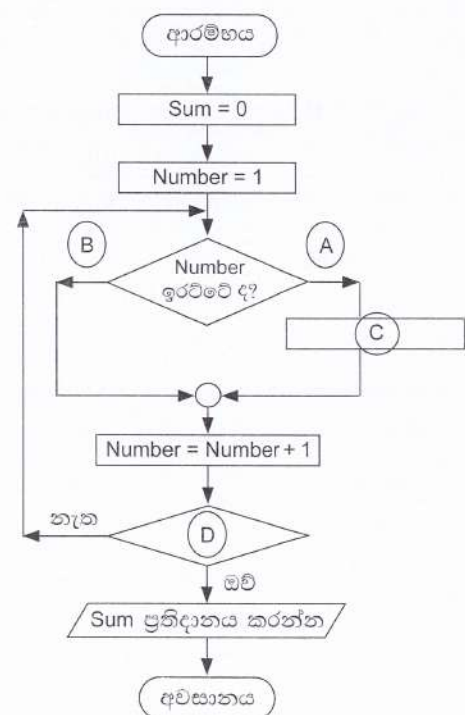 ආරම්භය
Sum = 0
Number = 1
B
A
Number
ඉරට්ටේ ද?
C
Number = Number + 1
නැත
D
ඔව්
Sum ප්‍රතිදානය කරන්න
අවසානය